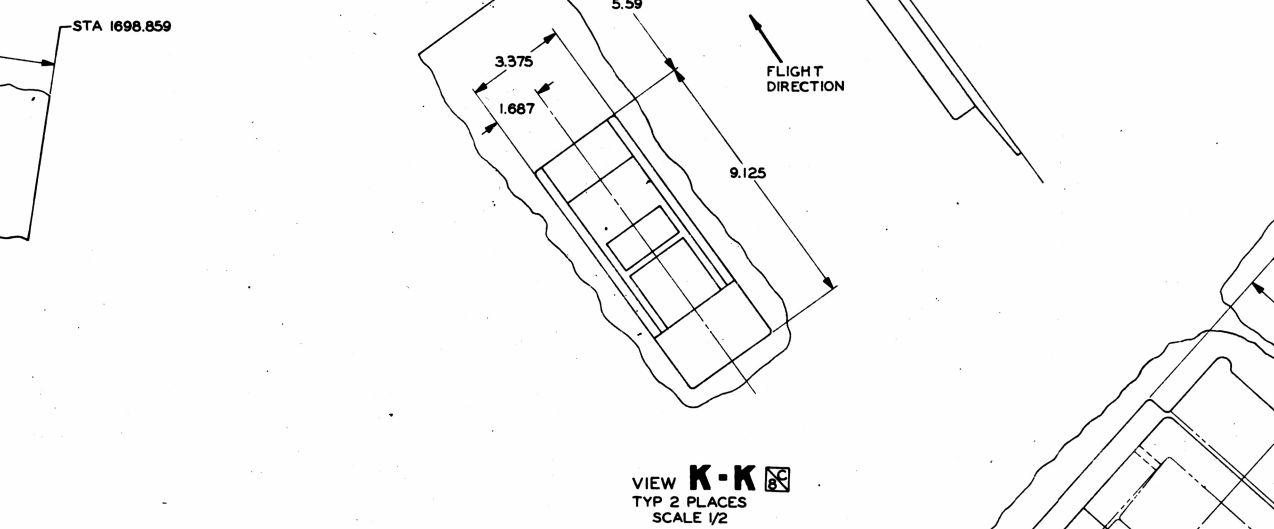 STA 1698.859
5.59
3.375
FLIGHT
DIRECTION
1.687
9.125
VIEW K-K C 8
TYP 2 PLACES
SCALE 1/2